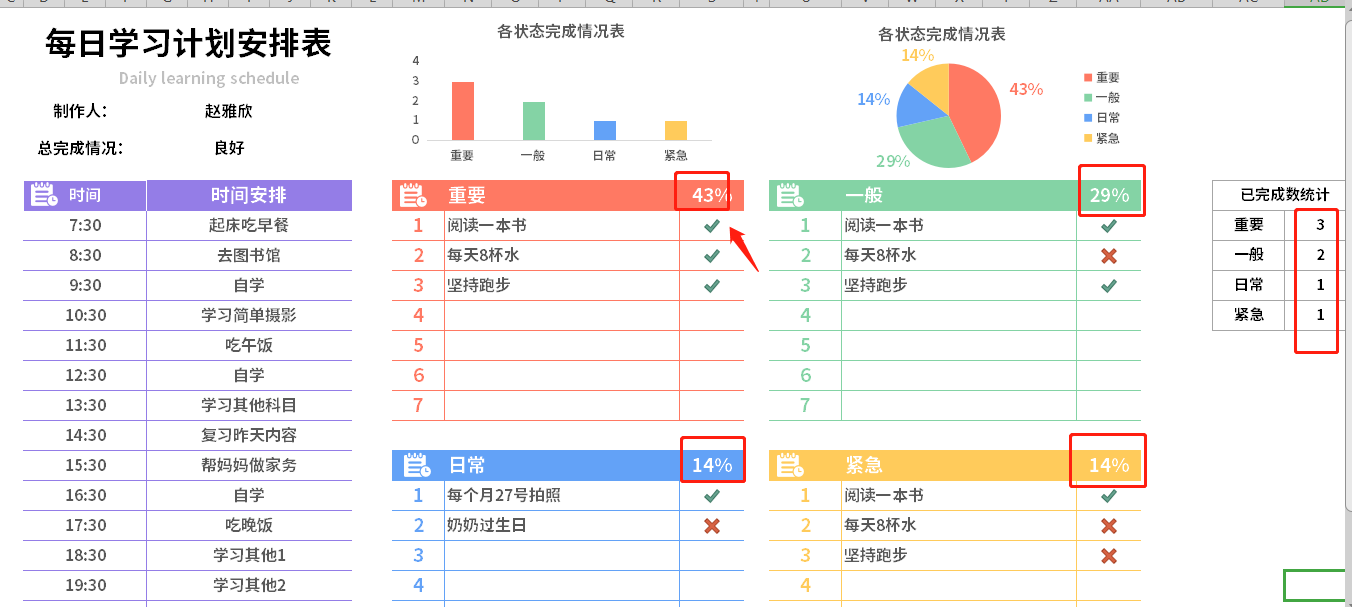 每日学习计划安排表
Daily learning schedule
制作人: 赵雅欣
总完成情况: 良好
各状态完成情况表
4
3
2
1
0
重要 一般 日常 紧急
各状态完成情况表
14%
43%
14%
29%
重要
一般
日常
紧急
时间 时间安排
7:30 起床吃早餐
8:30 去图书馆
9:30 自学
10:30 学习简单摄影
11:30 吃午饭
12:30 自学
13:30 学习其他科目
14:30 复习昨天内容
15:30 帮妈妈做家务
16:30 自学
17:30 吃晚饭
18:30 学习其他1
19:30 学习其他2
重要 43%
1 阅读一本书
2 每天8杯水
3 坚持跑步
4
5
6
7
一般 29%
1 阅读一本书
2 每天8杯水
3 坚持跑步
4
5
6
7
日常 14%
1 每个月27号拍照
2 奶奶过生日
3
4
紧急 14%
1 阅读一本书
2 每天8杯水
3 坚持跑步
4
已完成数统计
重要 3
一般 2
日常 1
紧急 1